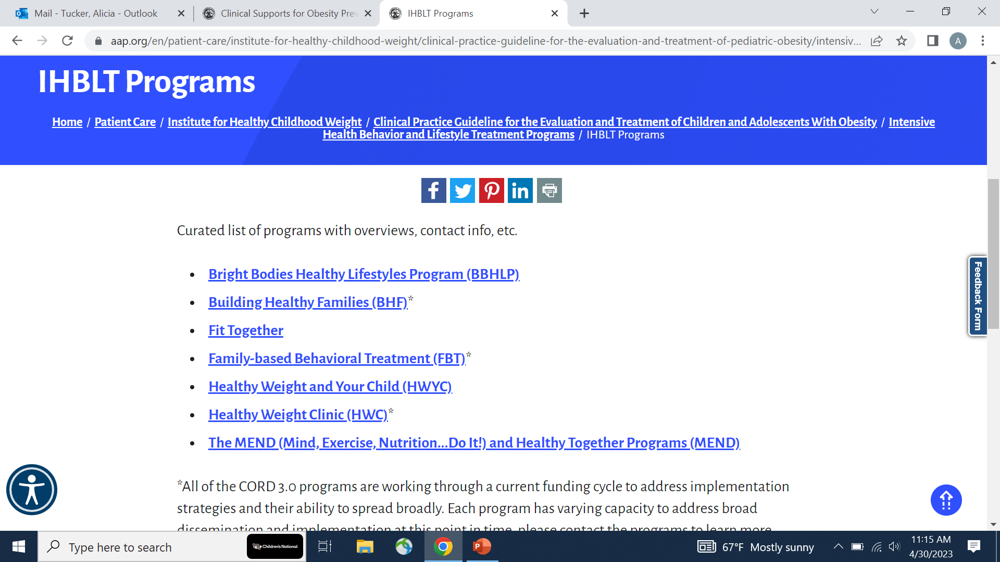 Mail - Tucker, Alicia - Outlook
Clinical Supports for Obesity Prev
IHBLT Programs
aap.org/en/patient-care/institute-for-healthy-childhood-weight/clinical-practice-guideline-for-the-evaluation-and-treatment-of-pediatric-obesity/intensiv...
A
IHBLT Programs
Home / Patient Care / Institute for Healthy Childhood Weight / Clinical Practice Guideline for the Evaluation and Treatment of Children and Adolescents With Obesity / Intensive
Health Behavior and Lifestyle Treatment Programs / IHBLT Programs
Curated list of programs with overviews, contact info, etc.
• Bright Bodies Healthy Lifestyles Program (BBHLP)
• Building Healthy Families (BHF)*
• Fit Together
• Family-based Behavioral Treatment (FBT)*
• Healthy Weight and Your Child (HWYC)
• Healthy Weight Clinic (HWC)*
• The MEND (Mind, Exercise, Nutrition...Do It!) and Healthy Together Programs (MEND)
Feedback Form
*All of the CORD 3.0 programs are working through a current funding cycle to address implementation
strategies and their ability to spread broadly. Each program has varying capacity to address broad
dissemination and implementation at this point in time, please contact the programs to learn more.
Type here to search
Children's National
67°F Mostly sunny
11:15 AM
4/30/2023